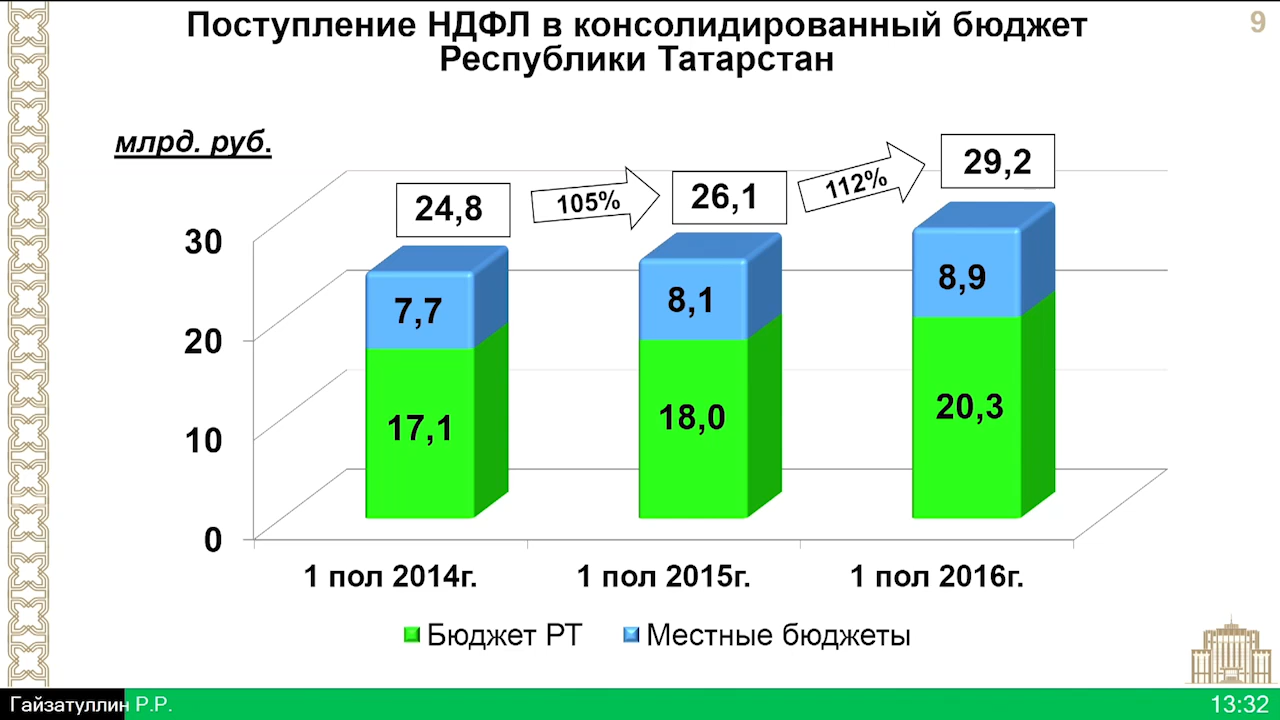 Поступление НДФЛ в консолидированный бюджет
Республики Татарстан
9
млрд. руб.
24,8
105%
26,1
112%
29,2
30
20
10
0
7,7
8,1
8,9
17,1
18,0
20,3
1 пол 2014г.
1 пол 2015г.
1 пол 2016г.
Бюджет РТ
Местные бюджеты
Гайзатуллин Р.Р.
13:32